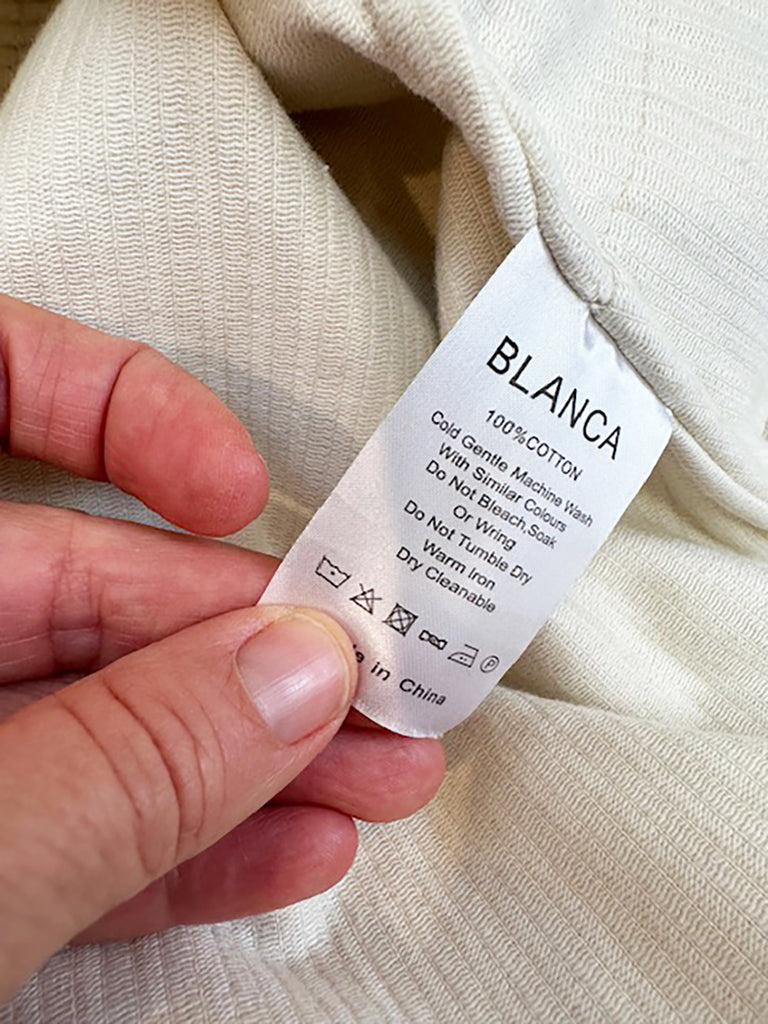 BLANCA
100%COTTON
Cold Gentle Machine Wash
With Similar Colours
Do Not Bleach,Soak
Or Wring
Do Not Tumble Dry
Warm Iron
Dry Cleanable
P
in China